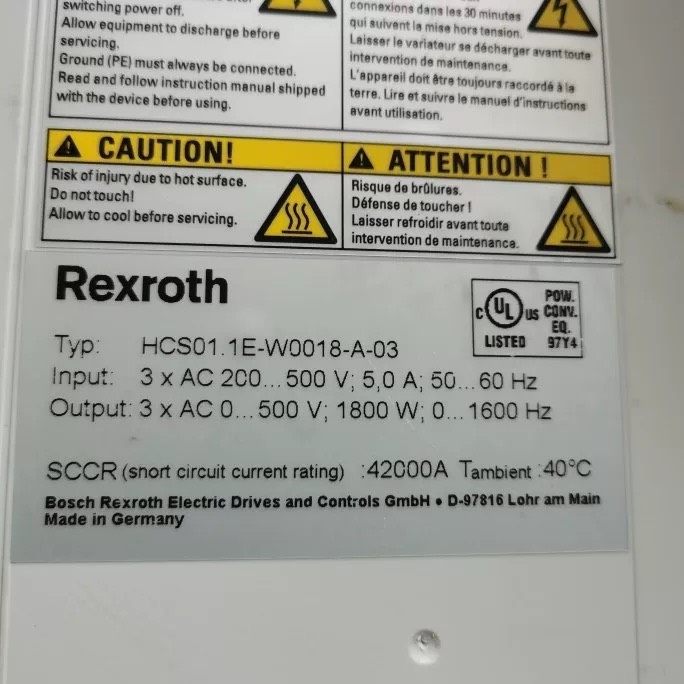 switching power off.
Allow equipment to discharge before
servicing.
Ground (PE) must always be connected.
Read and follow instruction manual shipped
with the device before using.
connexions dans les 30 minutes
qui suivent la mise hors tension.
Laisser le variateur se décharger avant toute
intervention de maintenance.
L'appareil doit être toujours raccordé à la
terre. Lire et suivre le manuel d'instructions
avant utilisation.
CAUTION!
Risk of injury due to hot surface.
Do not touch!
Allow to cool before servicing.
ATTENTION !
Risque de brûlures.
Défense de toucher !
Laisser refroidir avant toute
intervention de maintenance.
Rexroth
C UL US LISTED
POW.
CONV.
EQ.
97Y4
Typ: HCS01.1E-W0018-A-03
Input: 3 x AC 200...500 V; 5,0 A; 50...60 Hz
Output: 3 x AC 0...500 V; 1800 W; 0...1600 Hz
SCCR (short circuit current rating) :42000A Tambient :40°C
Bosch Rexroth Electric Drives and Controls GmbH • D-97816 Lohr am Main
Made in Germany